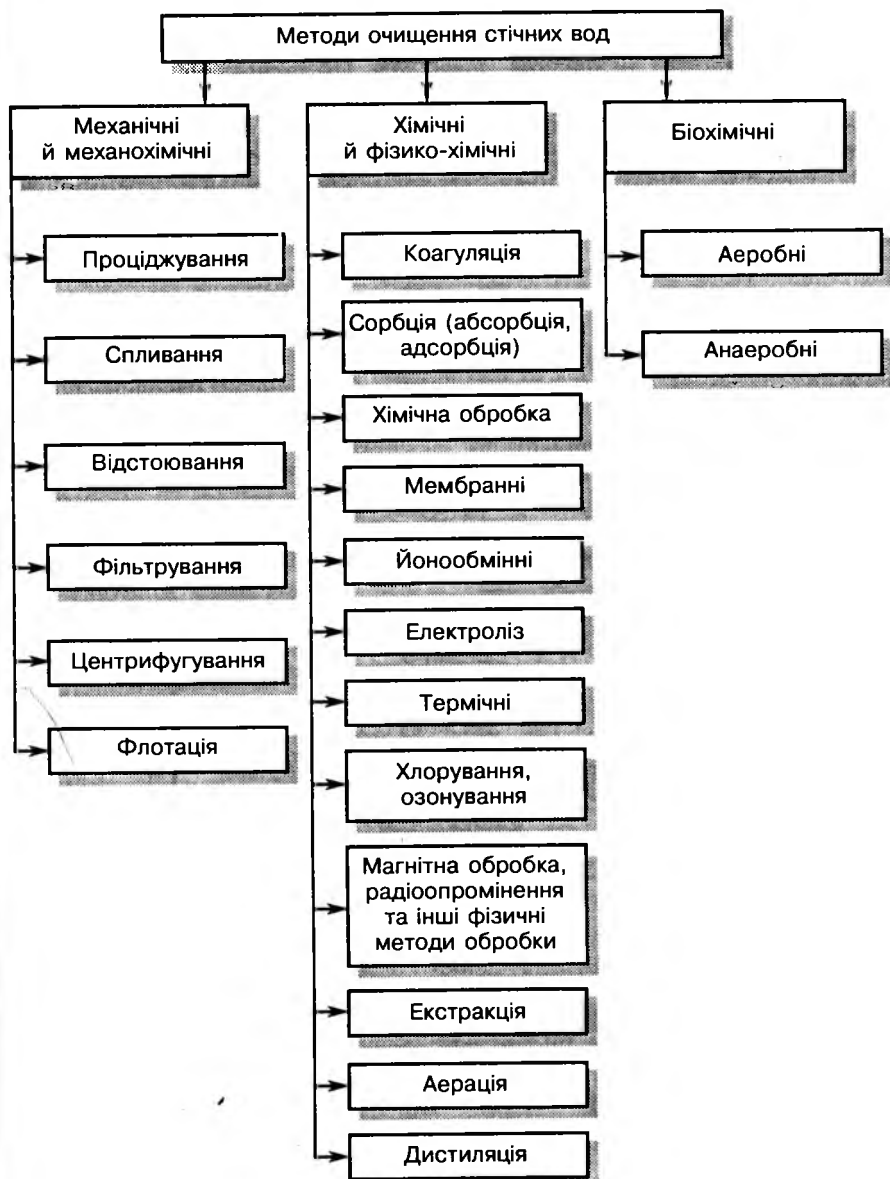 Методи очищення стічних вод
Механічні
й механохімічні
Проціджування
Спливання
Відстоювання
Фільтрування
Центрифугування
Флотація
Хімічні
й фізико-хімічні
Коагуляція
Сорбція (абсорбція,
адсорбція)
Хімічна обробка
Мембранні
Йонообмінні
Електроліз
Термічні
Хлорування,
озонування
Магнітна обробка,
радіоопромінення
та інші фізичні
методи обробки
Екстракція
Аерація
Дистиляція
Біохімічні
Аеробні
Анаеробні